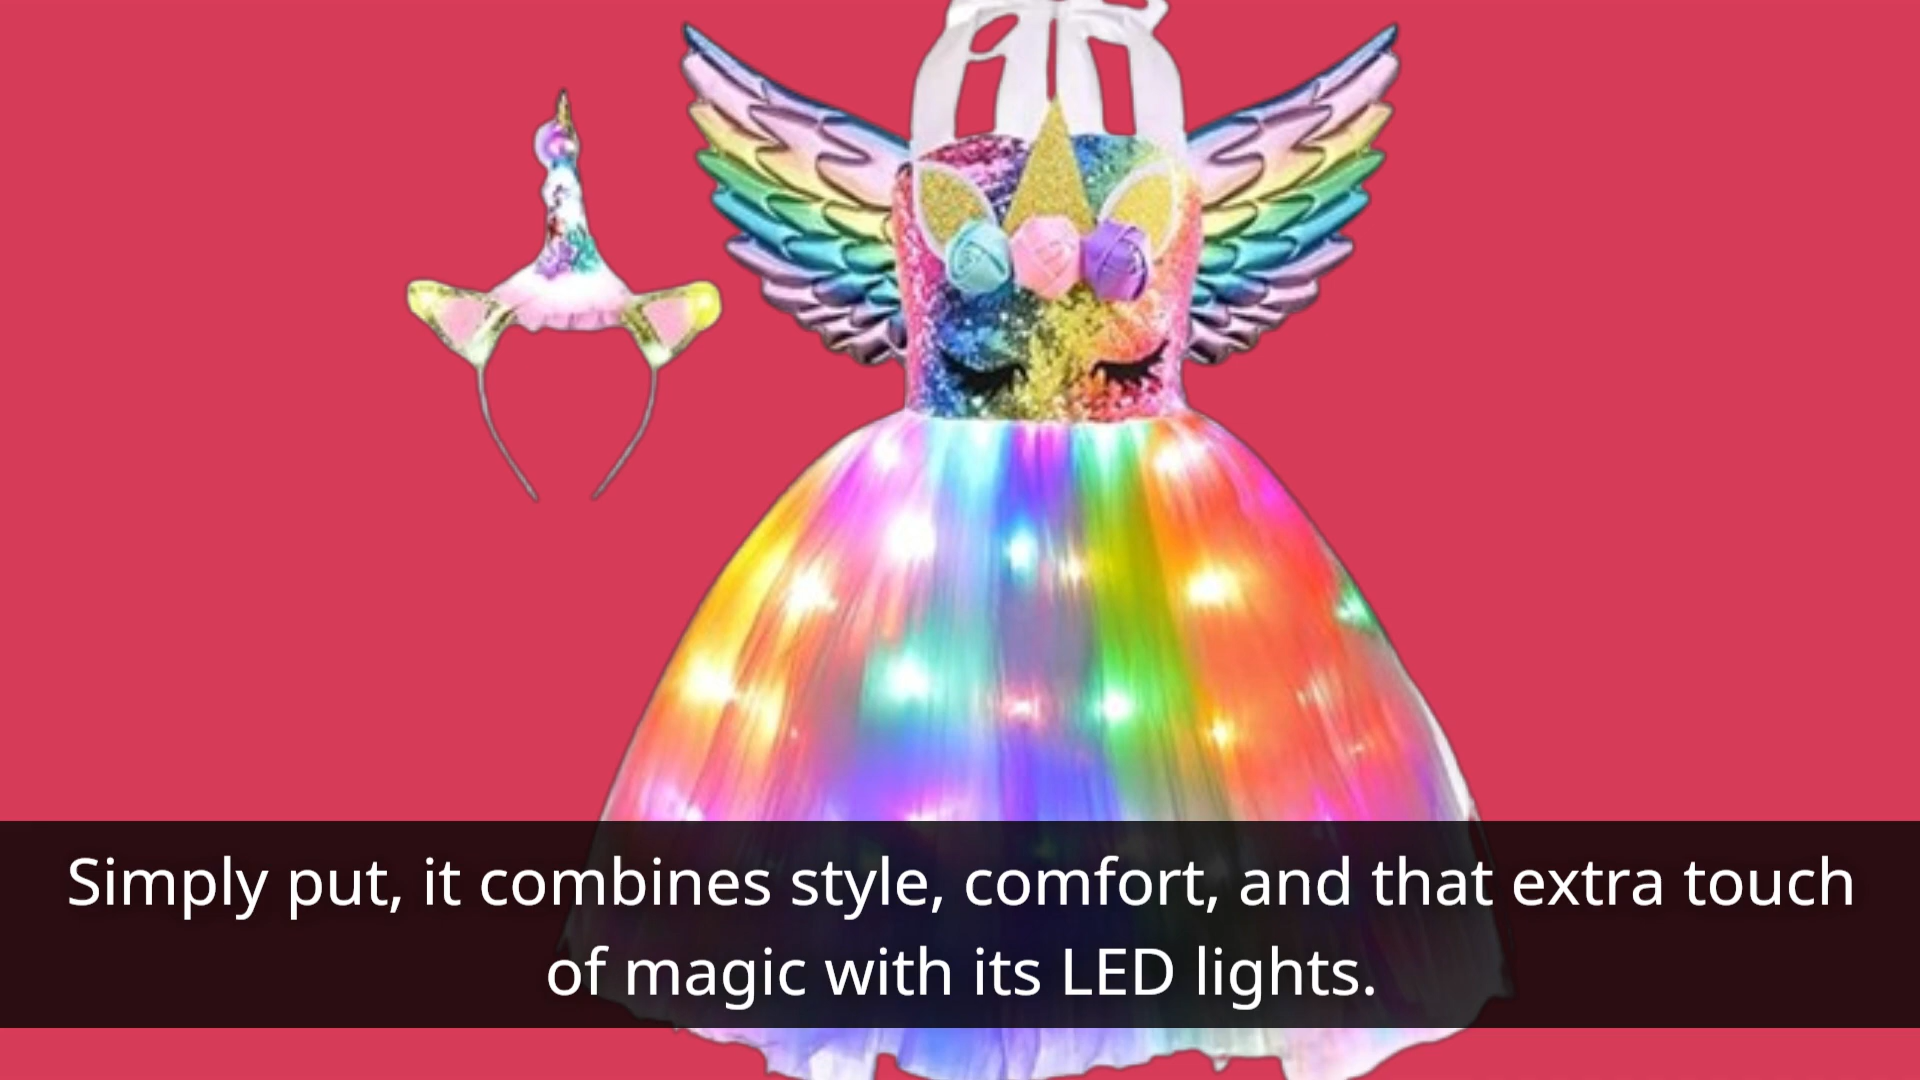 Simply put, it combines style, comfort, and that extra touch
of magic with its LED lights.